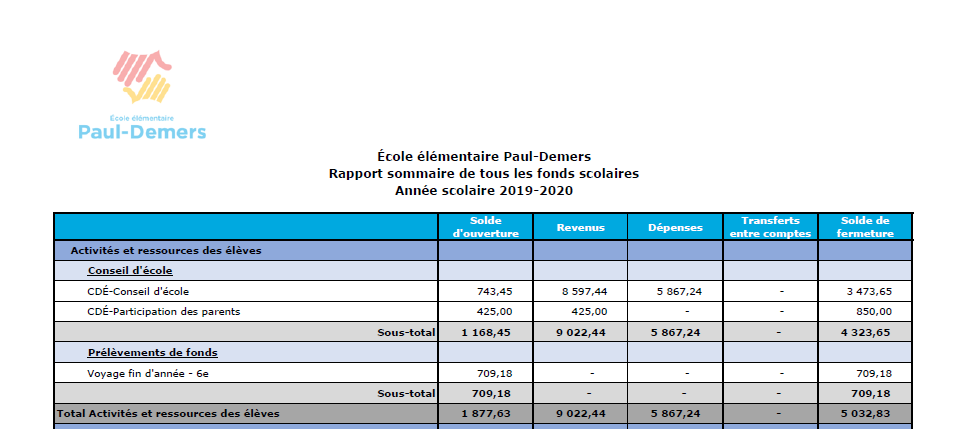 École élémentaire
Paul-Demers
École élémentaire Paul-Demers
Rapport sommaire de tous les fonds scolaires
Année scolaire 2019-2020
Solde d'ouverture Revenus Dépenses Transferts entre comptes Solde de fermeture
Activités et ressources des élèves
Conseil d'école
CDÉ-Conseil d'école 743,45 8 597,44 5 867,24 - 3 473,65
CDÉ-Participation des parents 425,00 425,00 - - 850,00
Sous-total 1 168,45 9 022,44 5 867,24 - 4 323,65
Prélèvements de fonds
Voyage fin d'année - 6e 709,18 - - - 709,18
Sous-total 709,18 - - - 709,18
Total Activités et ressources des élèves 1 877,63 9 022,44 5 867,24 - 5 032,83